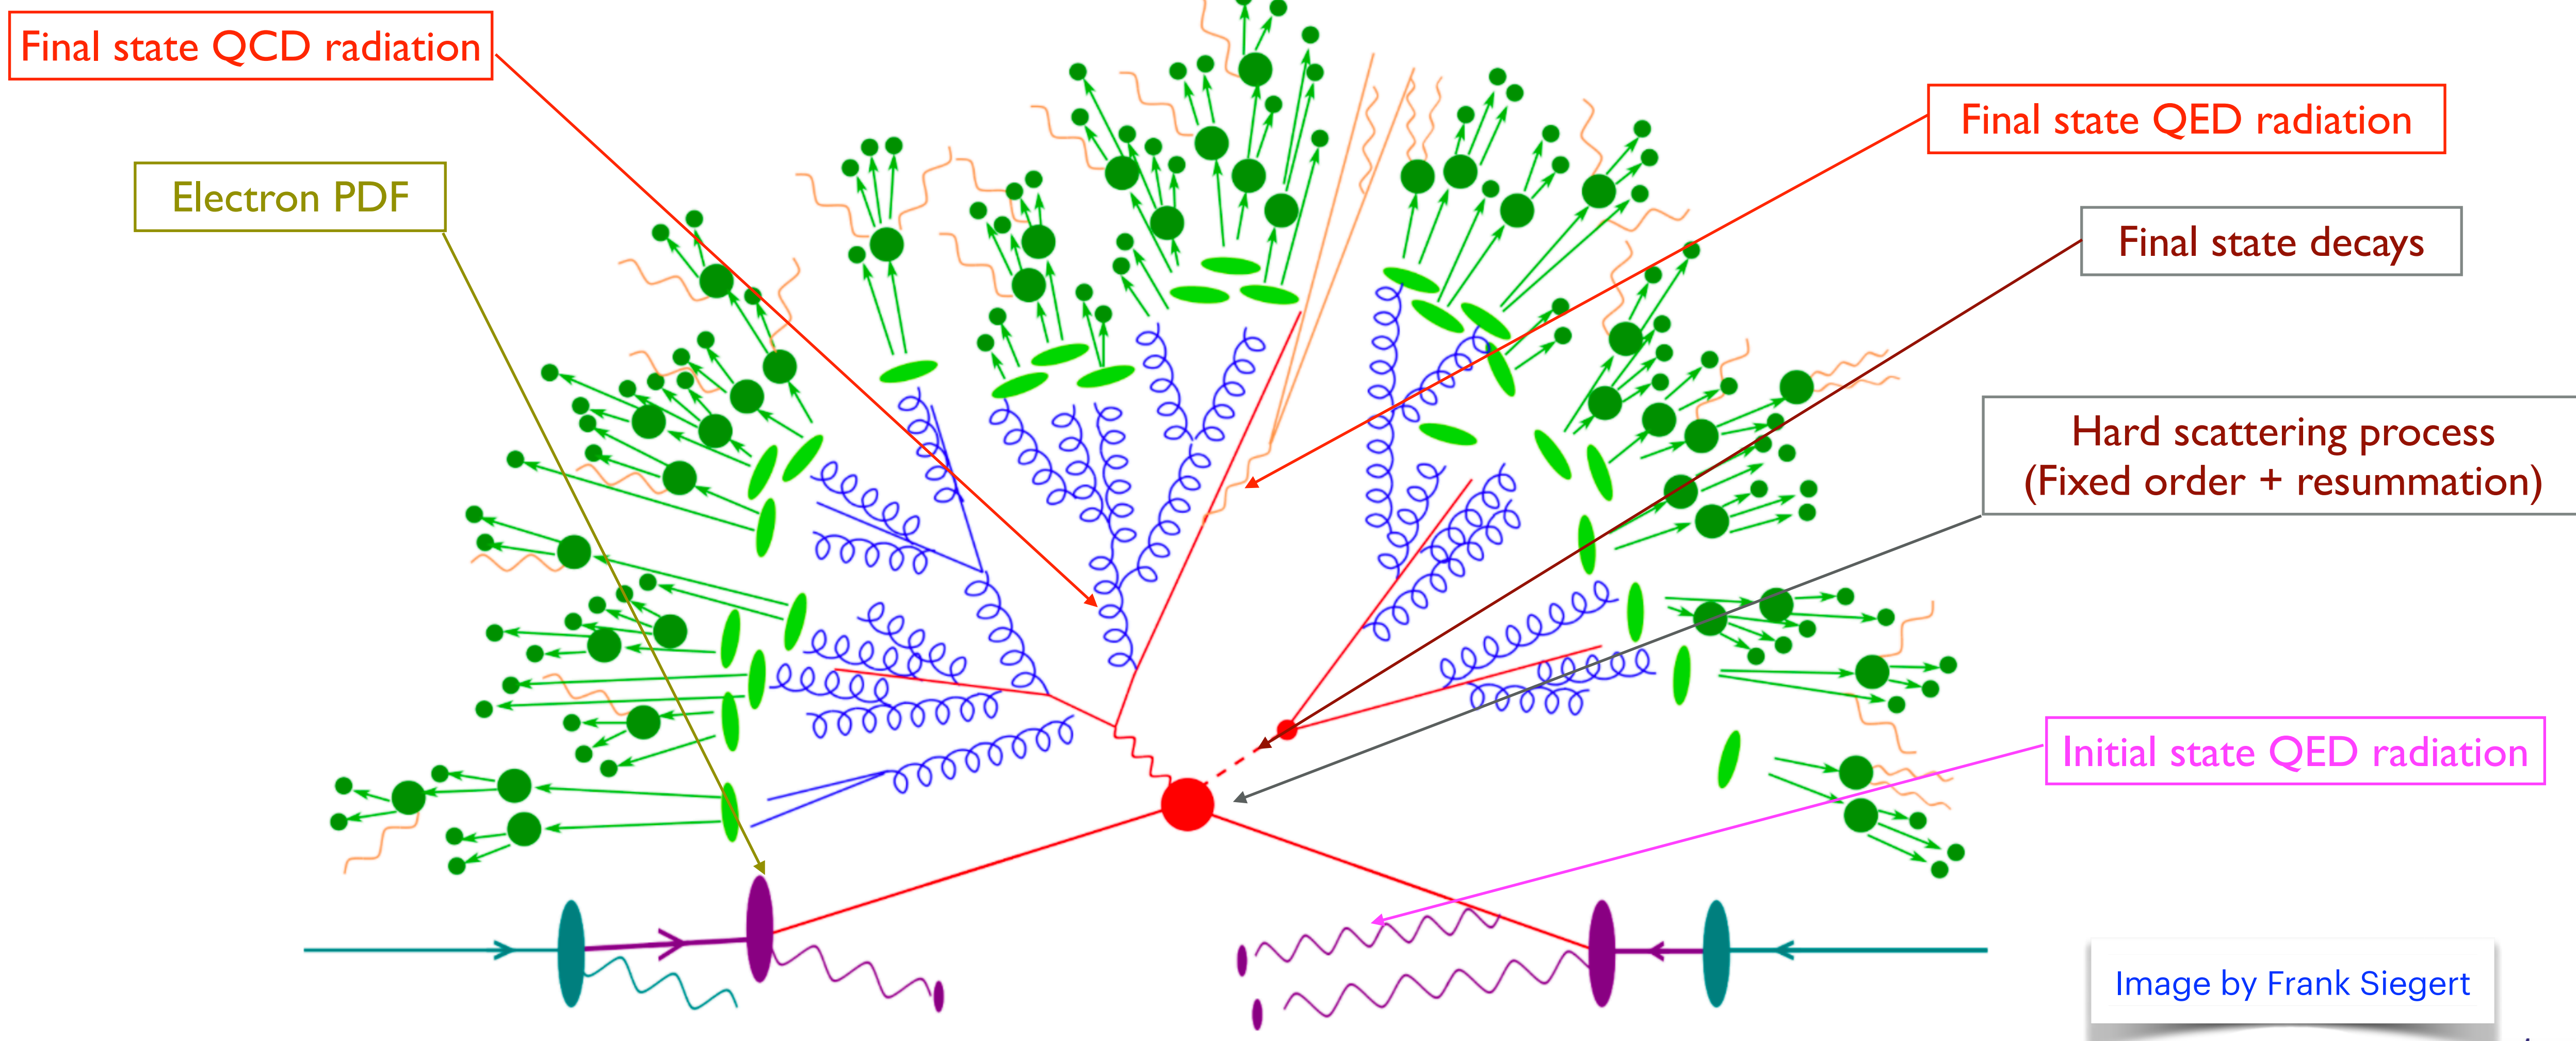 Final state QCD radiation
Final state QED radiation
Electron PDF
Final state decays
Hard scattering process
(Fixed order + resummation)
Initial state QED radiation
Image by Frank Siegert